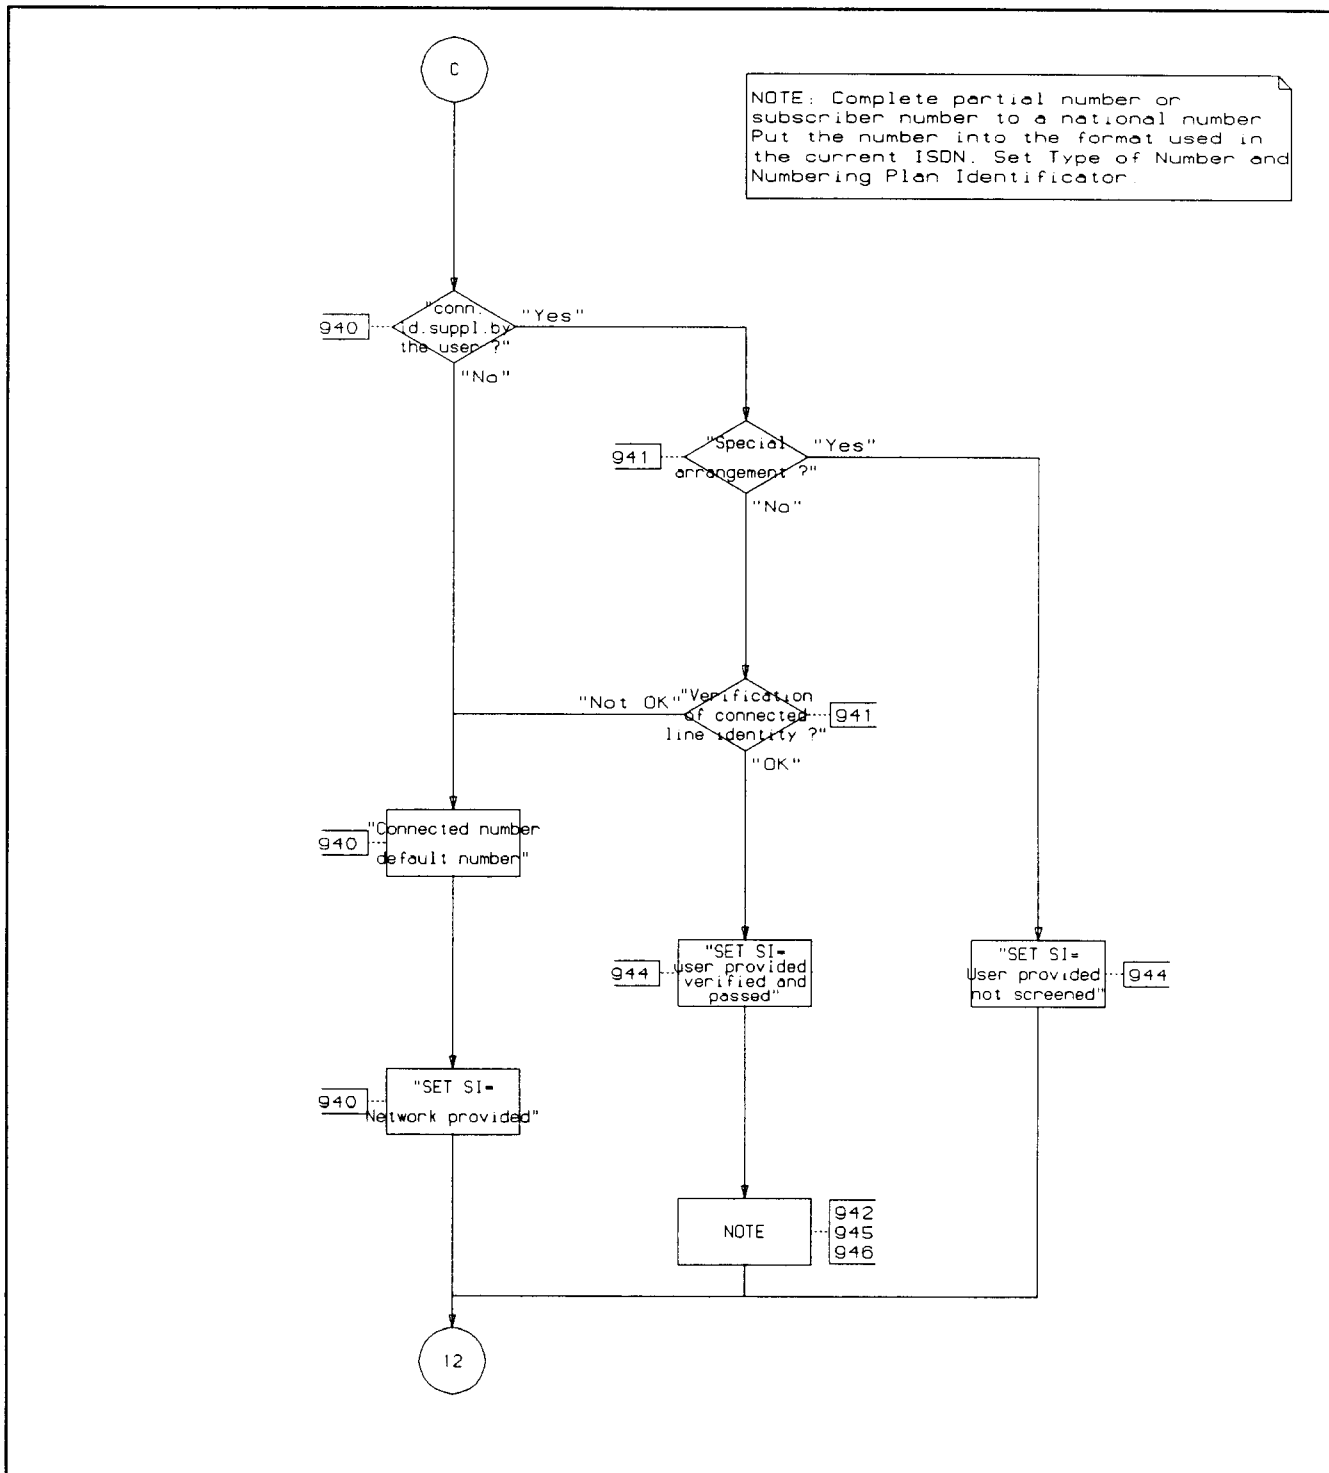 C
NOTE: Complete partial number or
subscriber number to a national number
Put the number into the format used in
the current ISDN. Set Type of Number and
Numbering Plan Identificator.
940
"conn.
id.suppl.by
the user ?"
"Yes"
"No"
941
"Special
arrangement ?"
"Yes"
"No"
"Not OK"
"Verification
of connected
line identity ?"
941
"OK"
940
"Connected number
default number"
944
"SET SI=
user provided
verified and
passed"
"SET SI=
User provided
not screened"
944
940
"SET SI=
Network provided"
NOTE
942
945
946
12